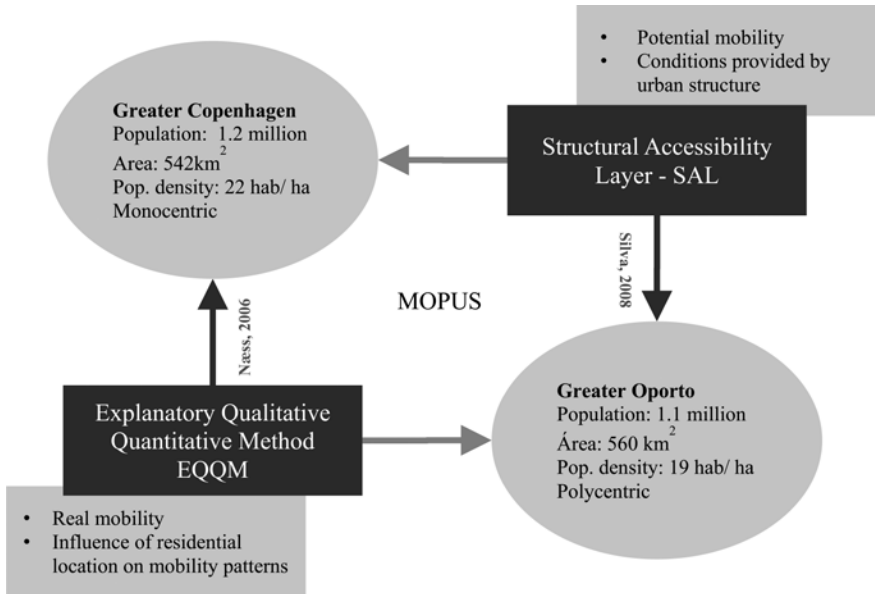 • Potential mobility
• Conditions provided by
urban structure
Structural Accessibility
Layer - SAL
Greater Copenhagen
Population: 1.2 million
Area: 542km²
Pop. density: 22 hab/ ha
Monocentric
Silva, 2008
MOPUS
Næss, 2006
Explanatory Qualitative
Quantitative Method
EQQM
• Real mobility
• Influence of residential
location on mobility patterns
Greater Oporto
Population: 1.1 million
Área: 560 km²
Pop. density: 19 hab/ ha
Polycentric